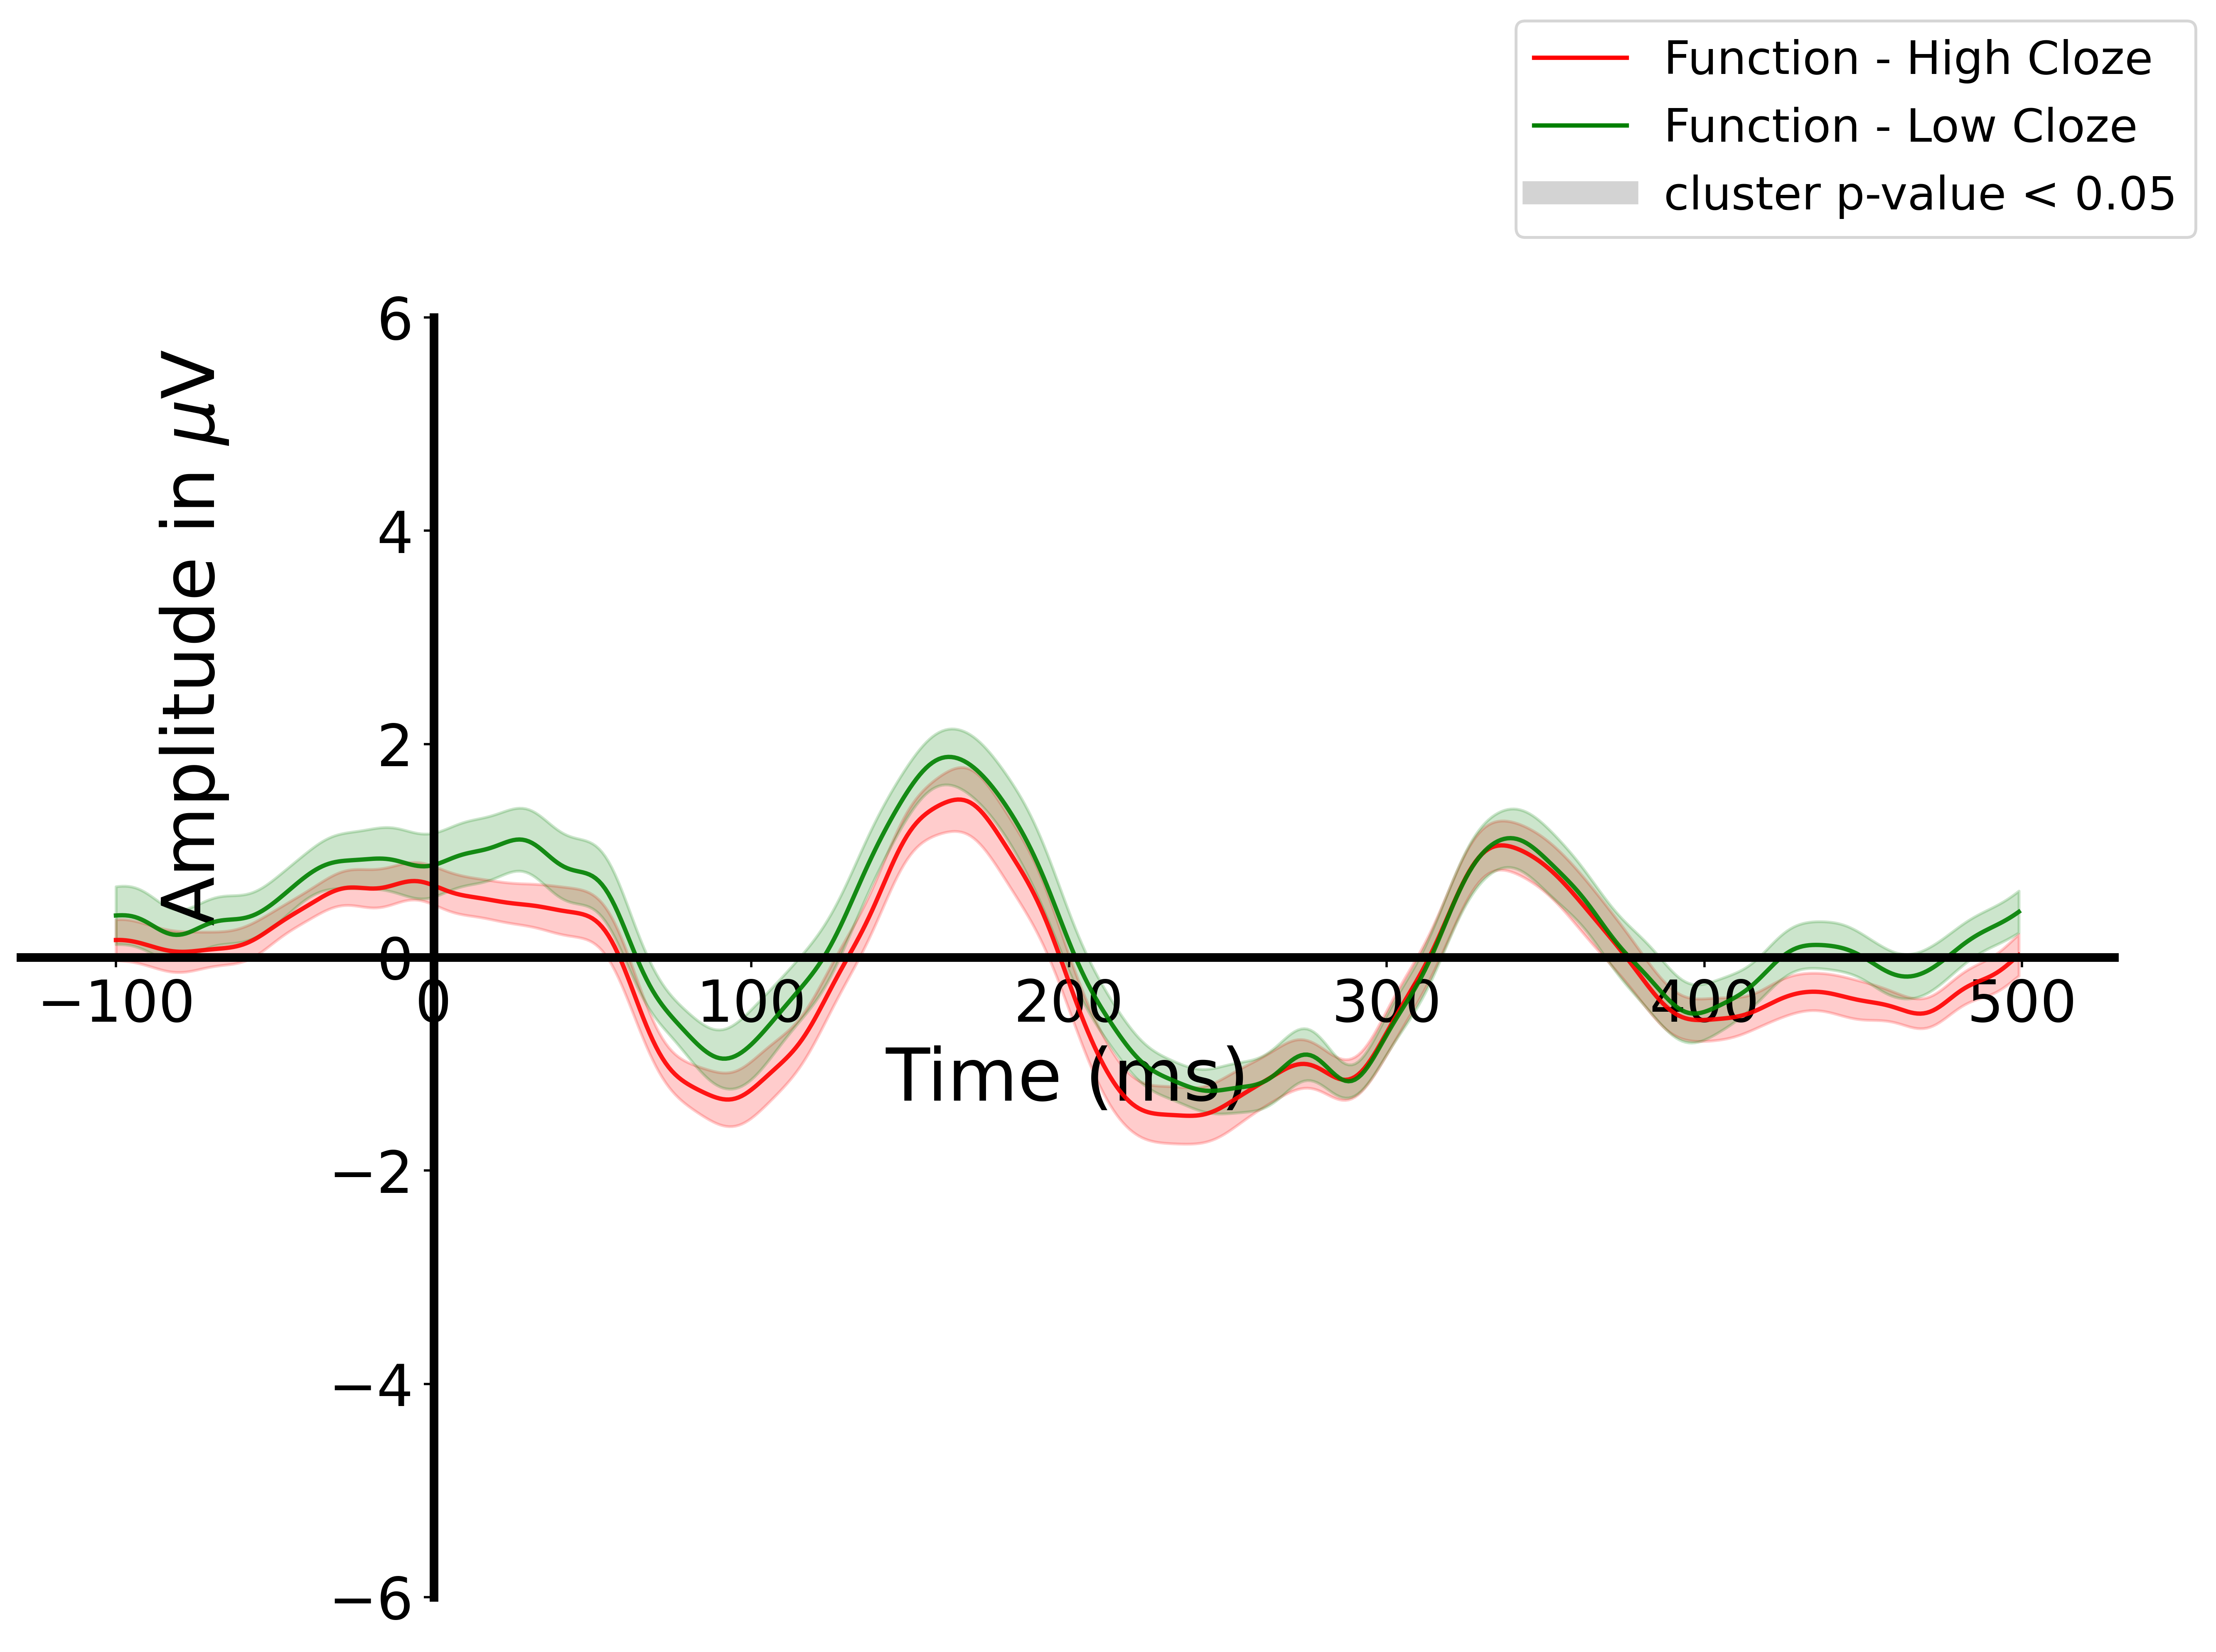 Function - High Cloze
Function - Low Cloze
cluster p-value < 0.05
Amplitude in µV
6
4
2
0
−2
−4
−6
−100 0 100 200 300 400 500
Time (ms)